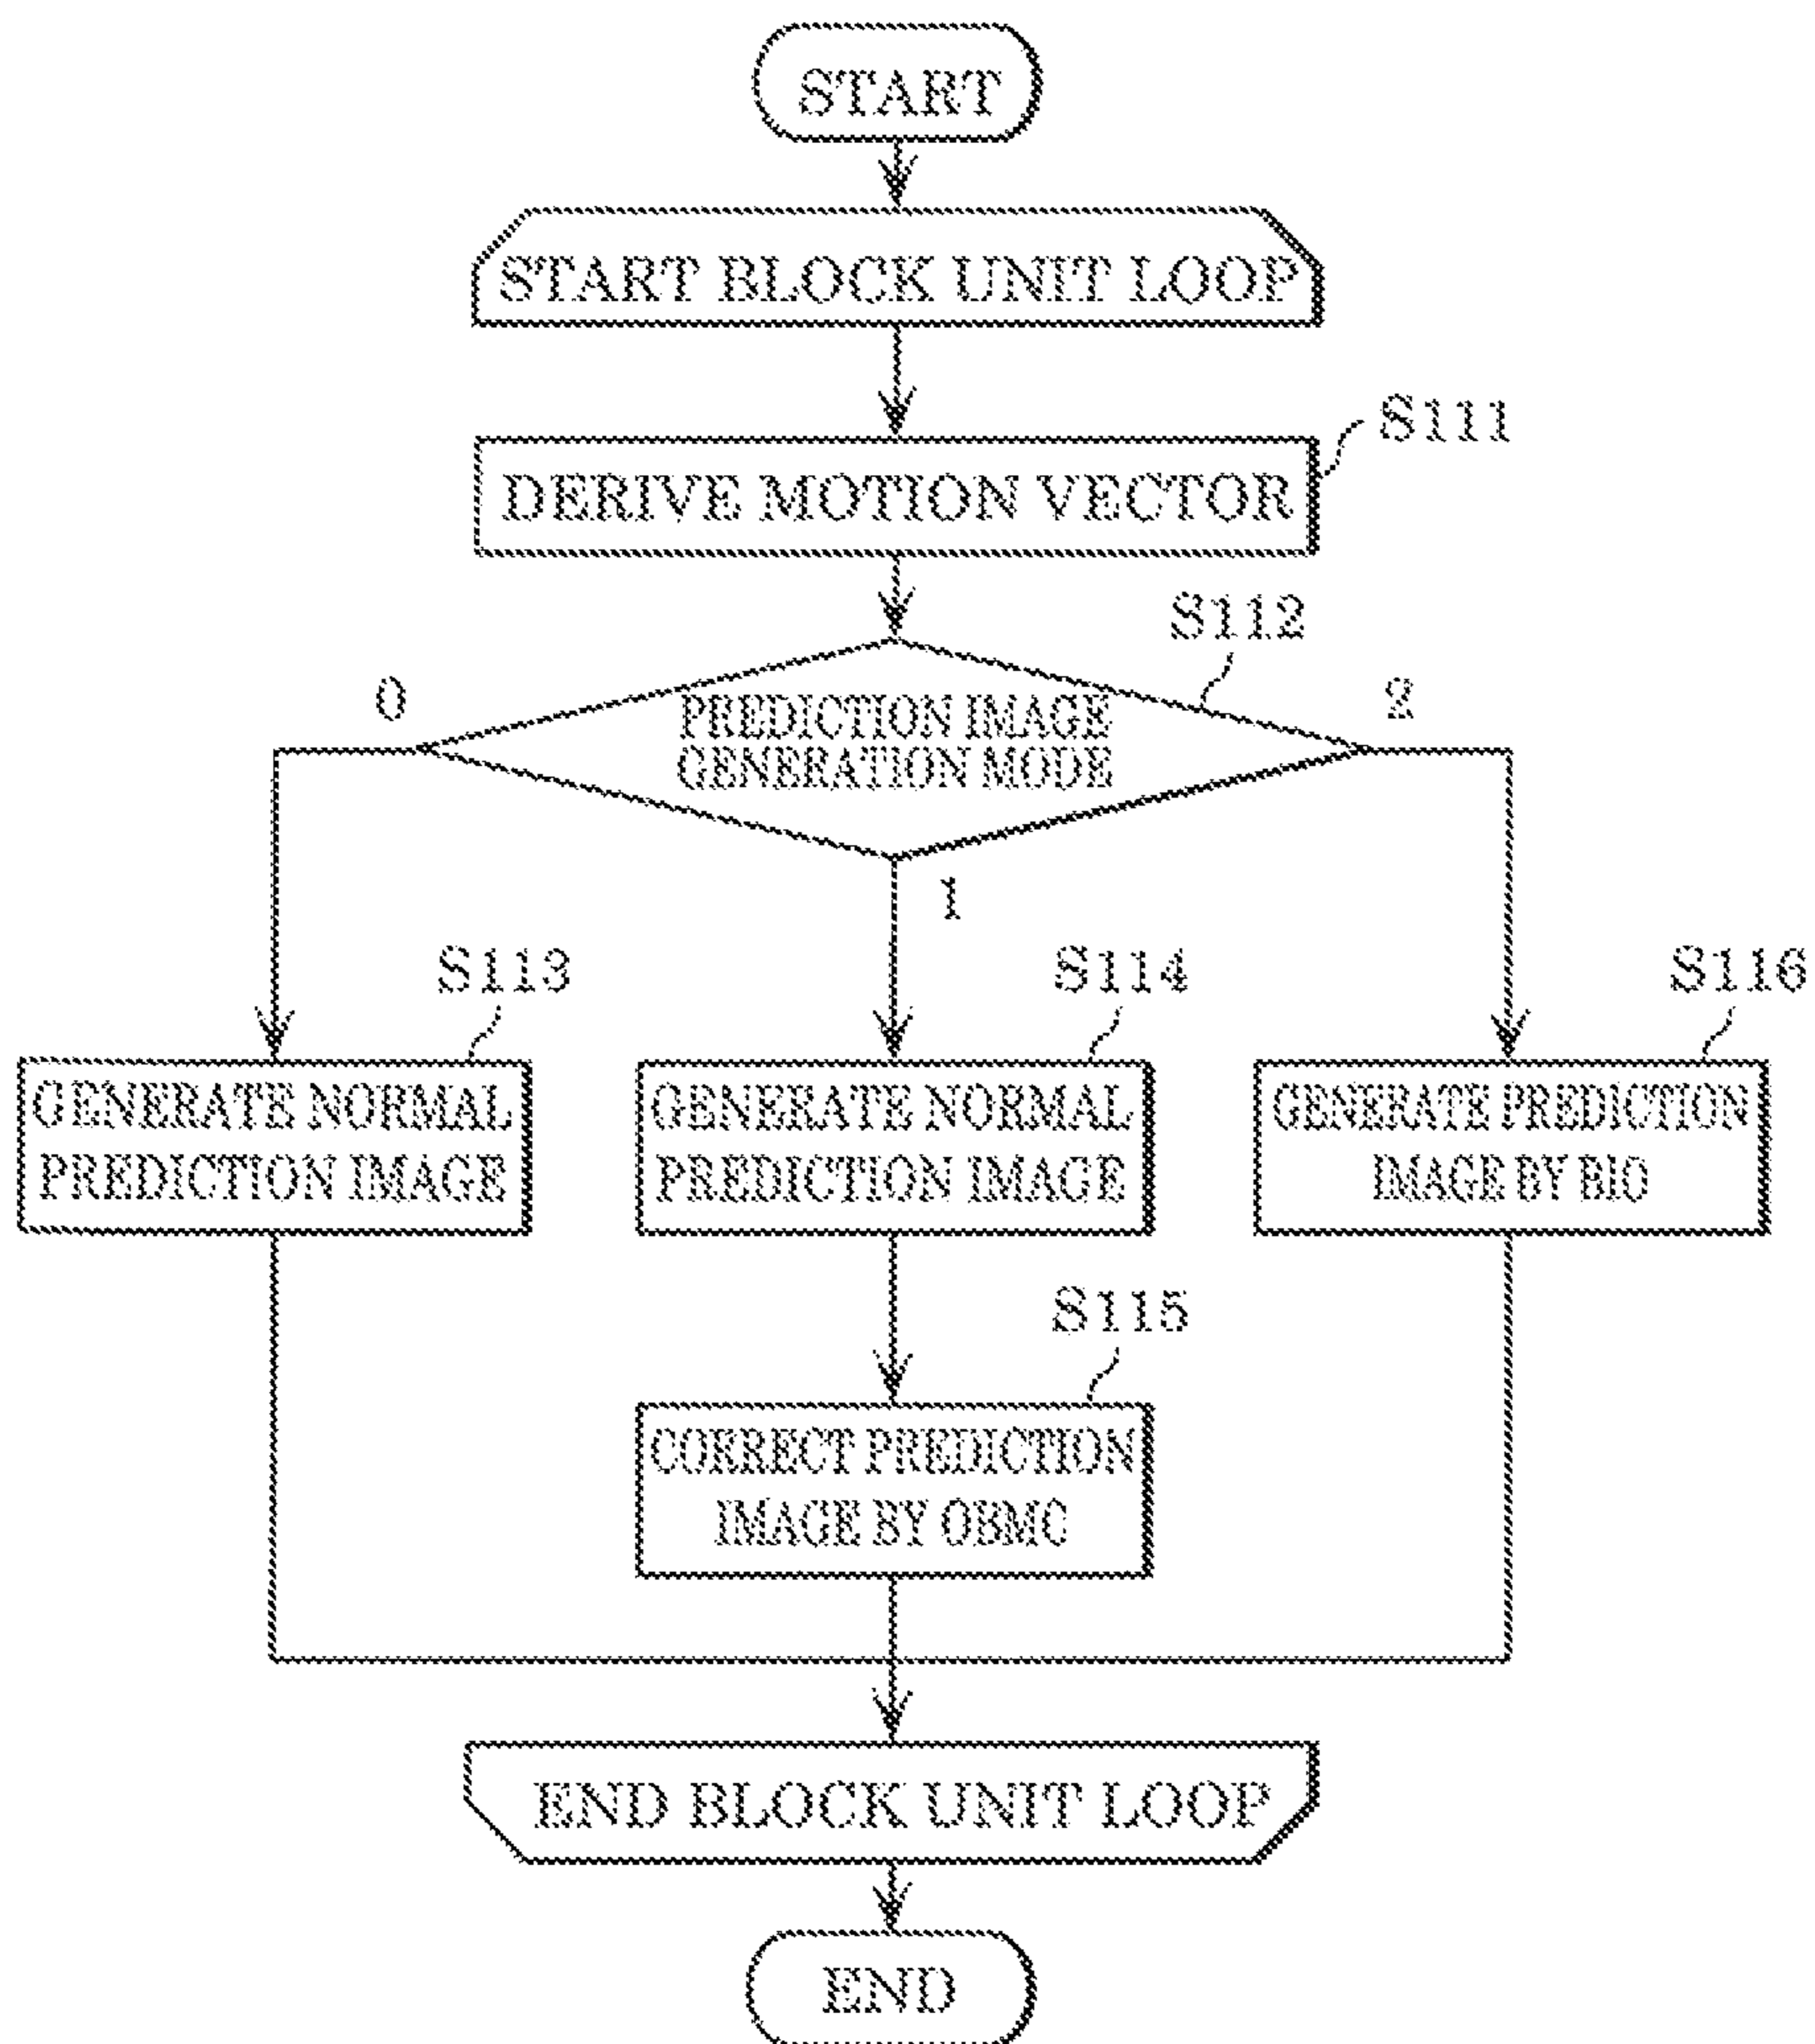 START
START BLOCK UNIT LOOP
S111
DERIVE MOTION VECTOR
S112
0
2
PREDICTION IMAGE
GENERATION MODE
1
S113
S114
S116
GENERATE NORMAL
PREDICTION IMAGE
GENERATE NORMAL
PREDICTION IMAGE
GENERATE PREDICTION
IMAGE BY BIO
S115
CORRECT PREDICTION
IMAGE BY OBMC
END BLOCK UNIT LOOP
END